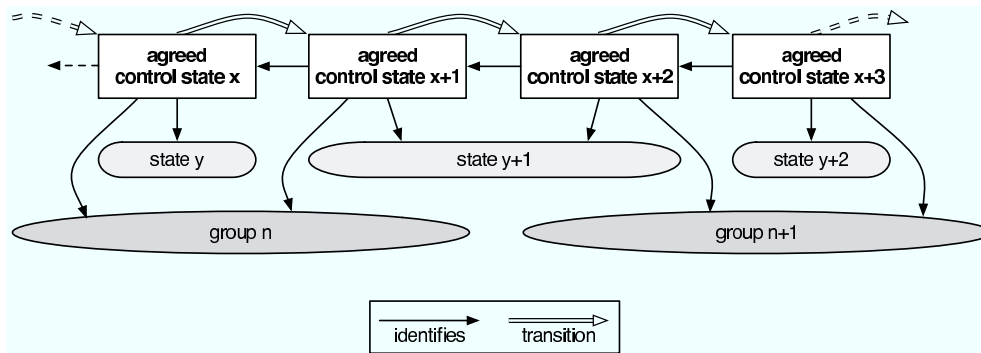 agreed
control state x
agreed
control state x+1
agreed
control state x+2
agreed
control state x+3
state y
state y+1
state y+2
group n
group n+1
identifies
transition